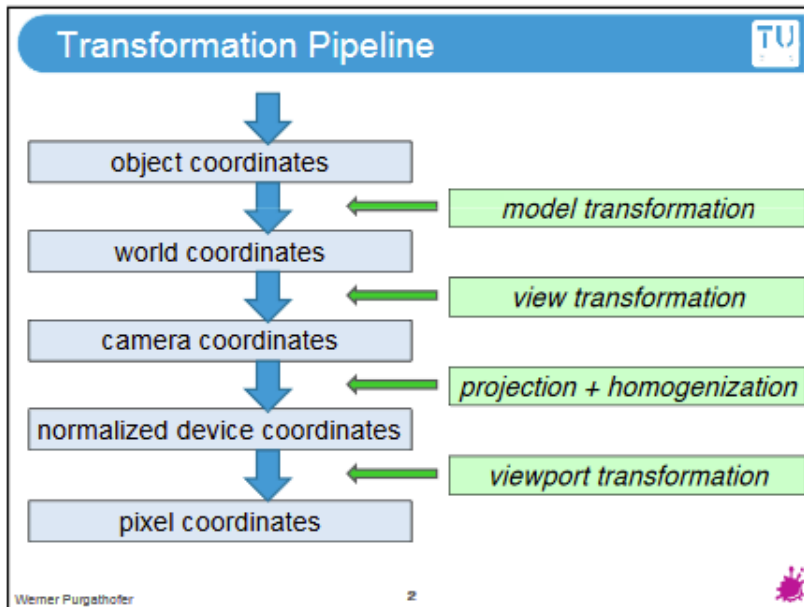 Transformation Pipeline
TU
object coordinates
model transformation
world coordinates
view transformation
camera coordinates
projection + homogenization
normalized device coordinates
viewport transformation
pixel coordinates
Werner Purgathofer
2